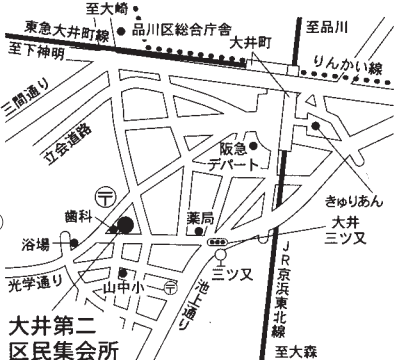 至大崎
品川区総合庁舎
至品川
東急大井町線
大井町
至下神明
りんかい線
三間通り
立会道路
阪急
デパート
きゅりあん
歯科
薬局
大井
三ツ又
浴場
光学通り
山中小
三ツ又
池上通り
JR京浜東北線
大井第二
区民集会所
至大森